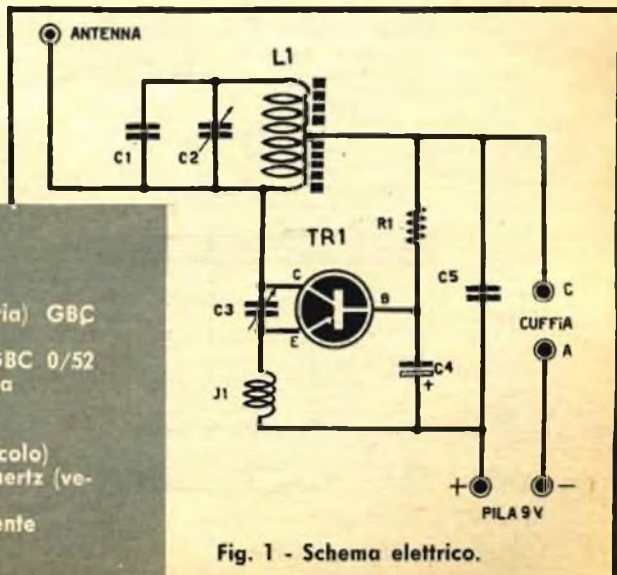 ANTENNA
L1
C1
C2
R1
TR1
C
B
E
C3
C5
C4
+
J1
C
CUFFIA
A
+
-
PILA 9 V
ria) GBC
GBC 0/52
a
colo)
hertz (ve-
ente
Fig. 1 - Schema elettrico.